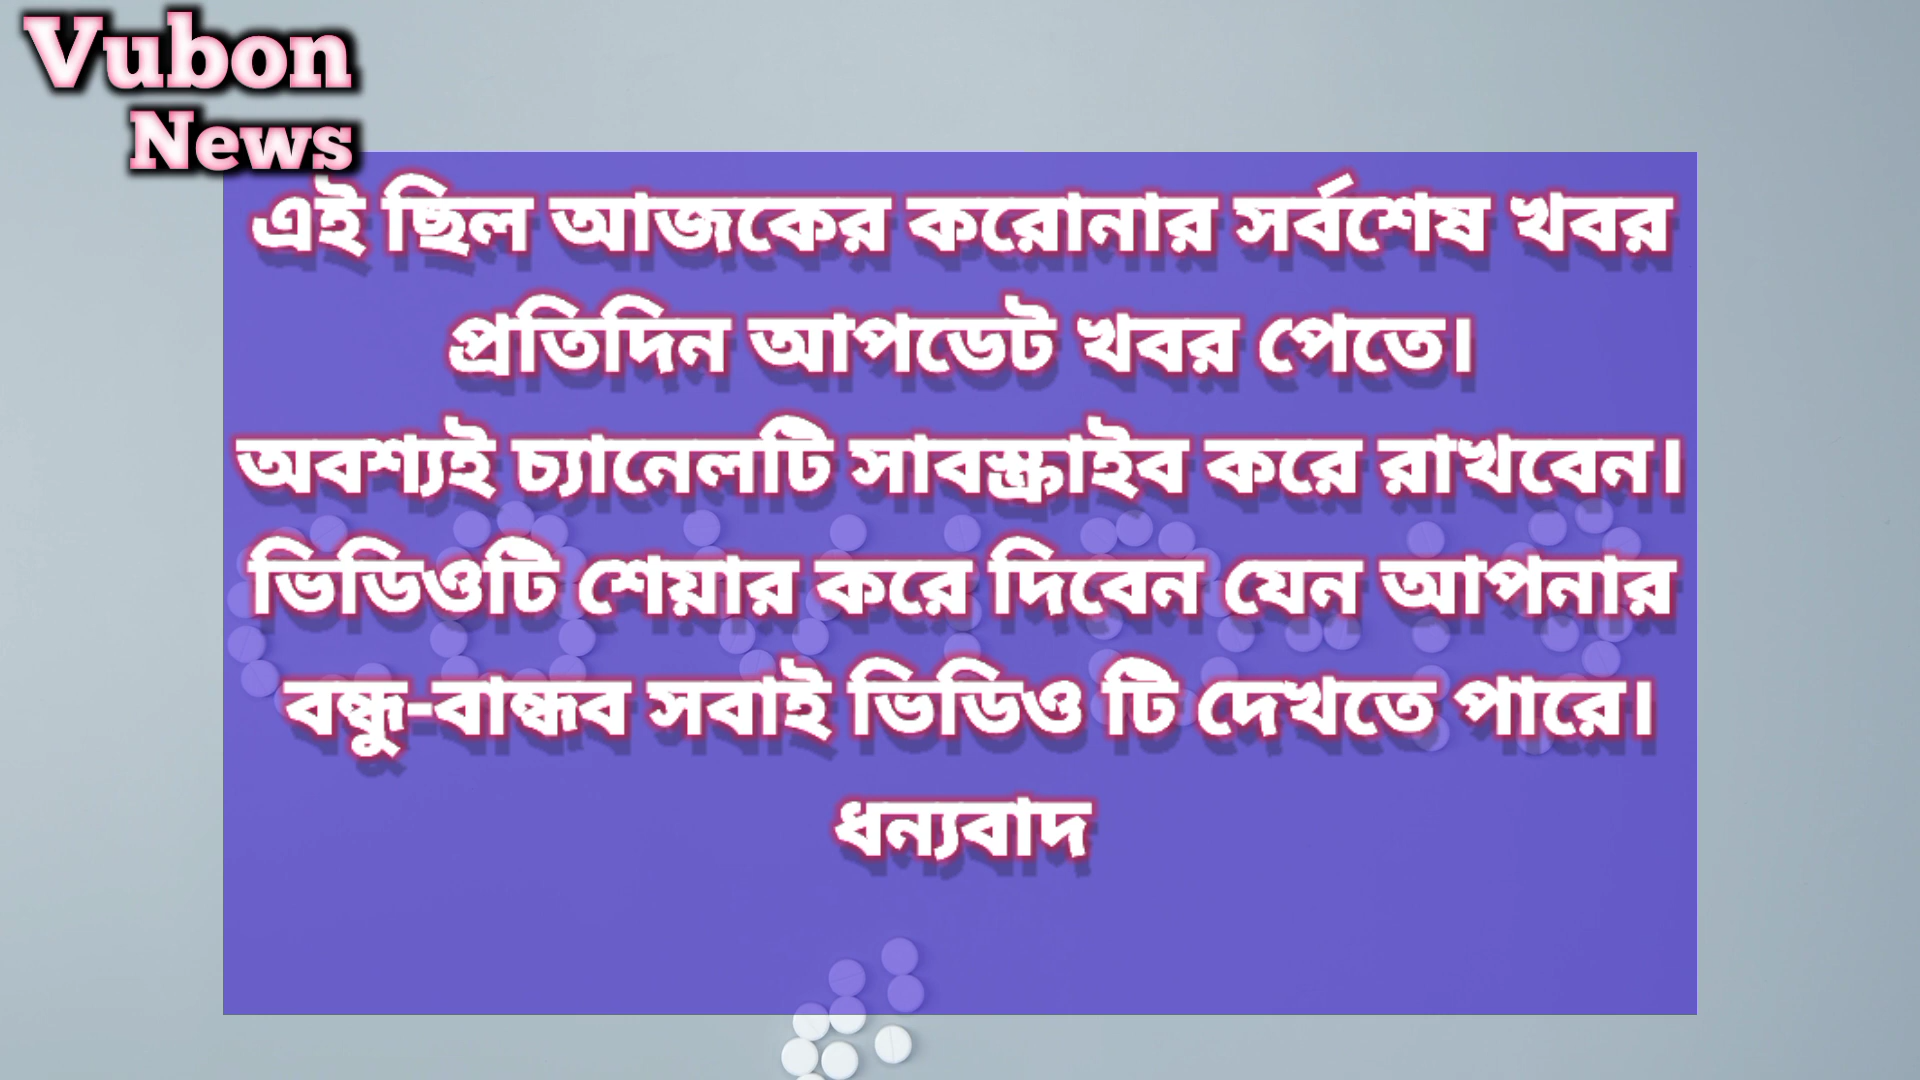 Vubon
News
এই ছিল আজকের করোনার সর্বশেষ খবর
প্রতিদিন আপডেট খবর পেতে।
অবশ্যই চ্যানেলটি সাবস্ক্রাইব করে রাখবেন।
ভিডিওটি শেয়ার করে দিবেন যেন আপনার
বন্ধু-বান্ধব সবাই ভিডিও টি দেখতে পারে।
ধন্যবাদ